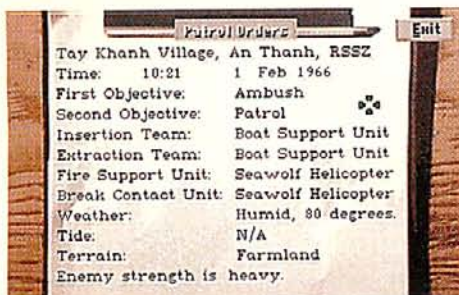 Patrol Orders
Exit
Tay Khanh Village, An Thanh, RSSZ
Time: 10:21 1 Feb 1966
First Objective: Ambush
Second Objective: Patrol
Insertion Team: Boat Support Unit
Extraction Team: Boat Support Unit
Fire Support Unit: Seawolf Helicopter
Break Contact Unit: Seawolf Helicopter
Weather: Humid, 80 degrees.
Tide: N/A
Terrain: Farmland
Enemy strength is heavy.